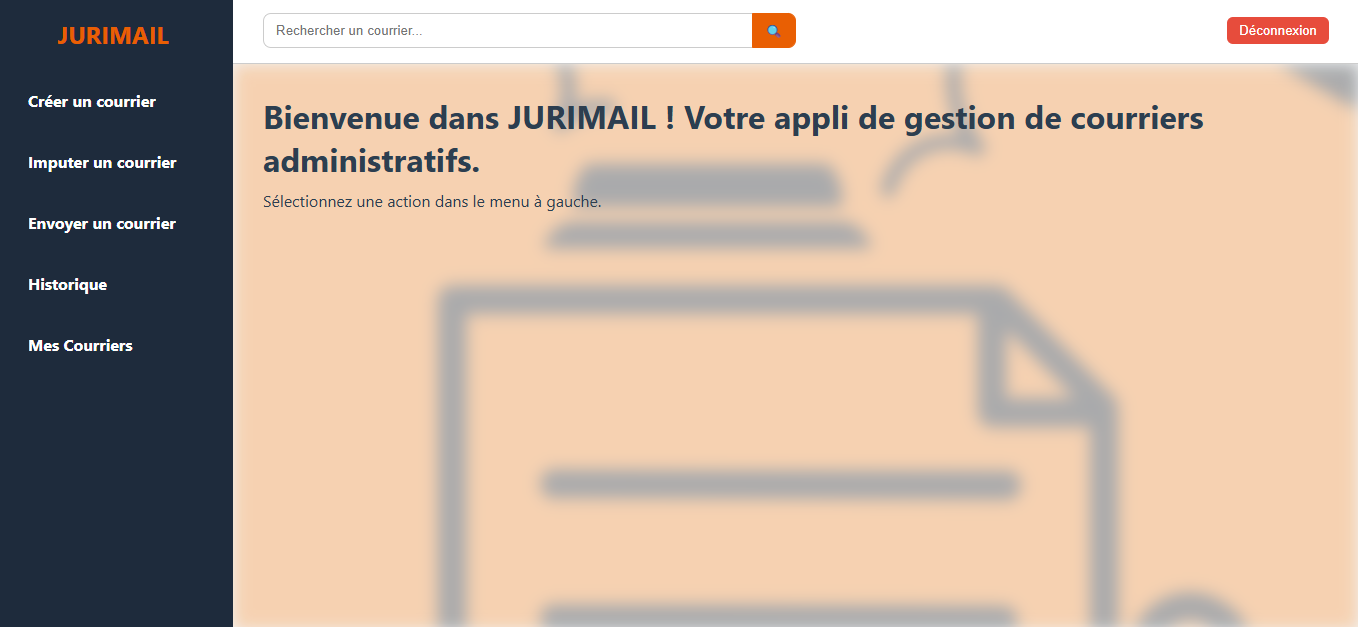 JURIMAIL
Rechercher un courrier...
Déconnexion
Créer un courrier
Imputer un courrier
Envoyer un courrier
Historique
Mes Courriers
Bienvenue dans JURIMAIL ! Votre appli de gestion de courriers
administratifs.
Sélectionnez une action dans le menu à gauche.